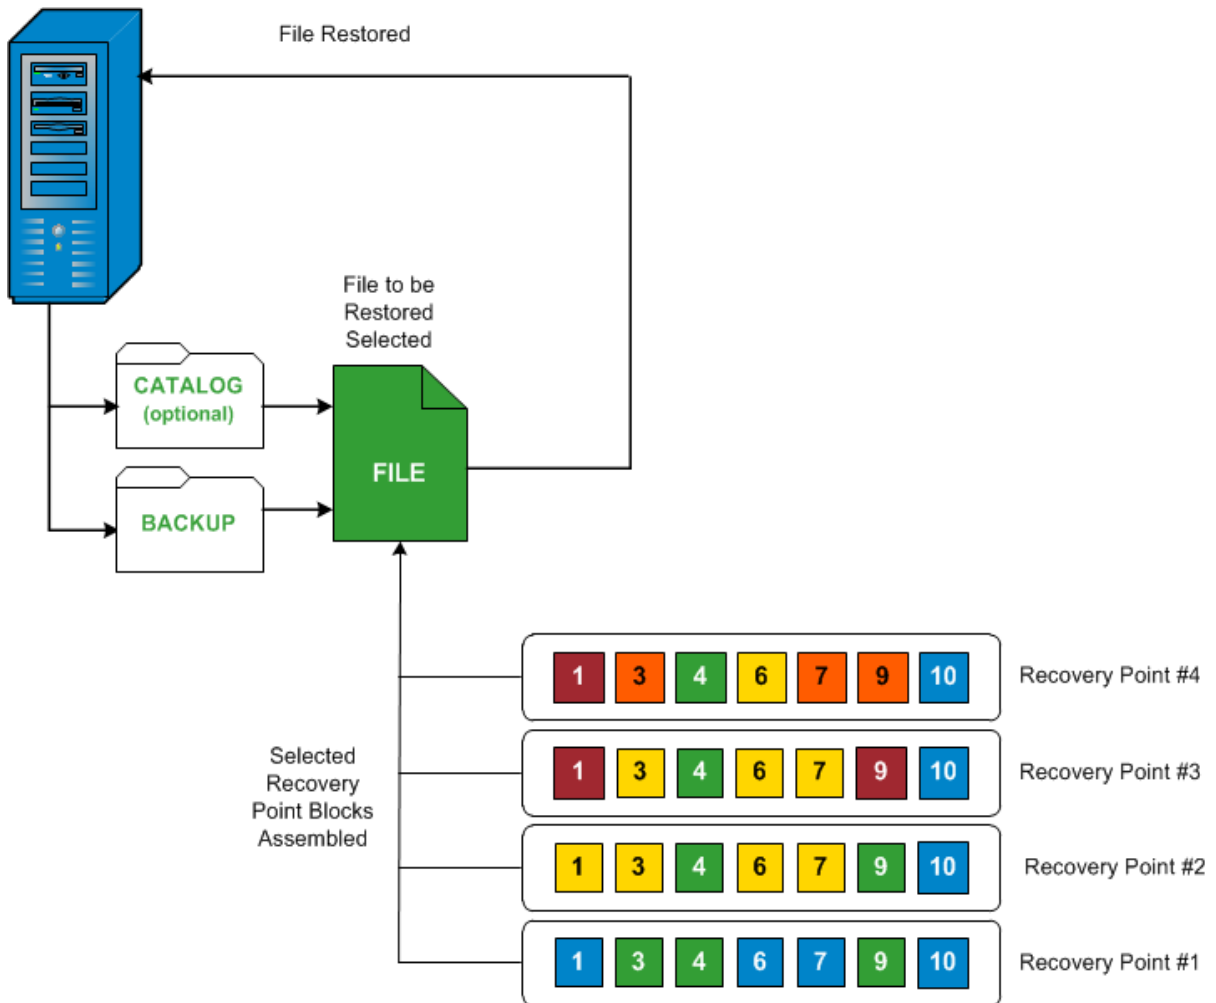 File Restored
File to be
Restored
Selected
CATALOG
(optional)
FILE
BACKUP
1 3 4 6 7 9 10
Recovery Point #4
Selected
Recovery
Point Blocks
Assembled
1 3 4 6 7 9 10
Recovery Point #3
1 3 4 6 7 9 10
Recovery Point #2
1 3 4 6 7 9 10
Recovery Point #1